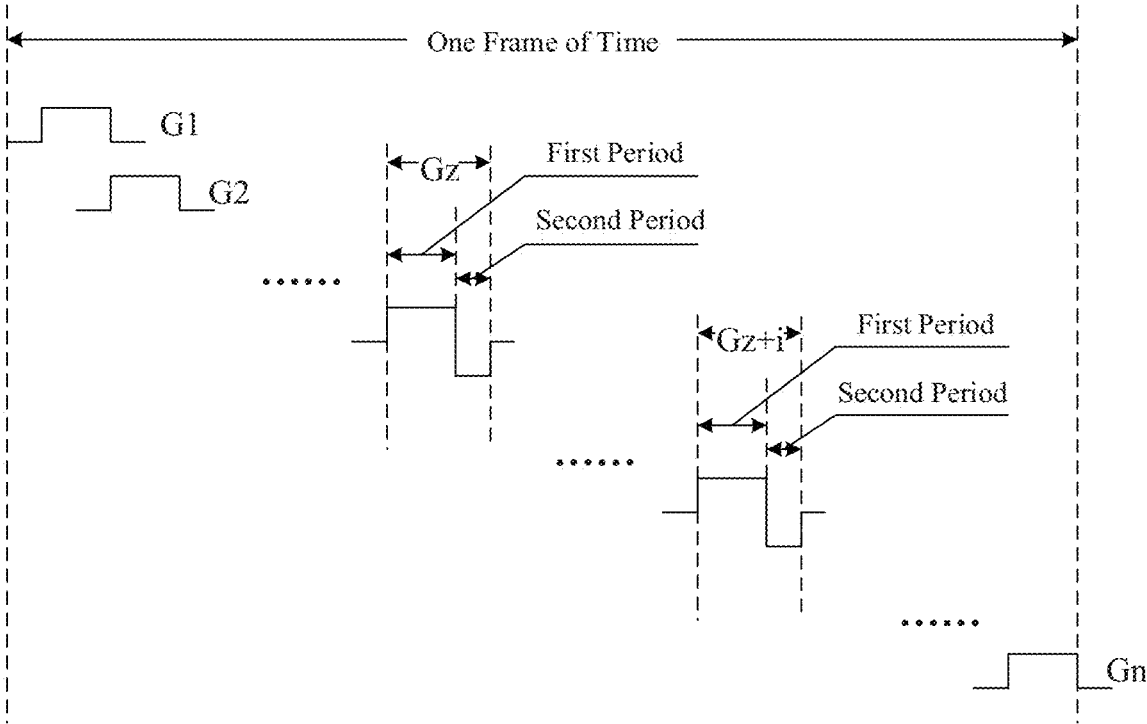 One Frame of Time
G1
G2
Gz
First Period
Second Period
......
Gz+i
First Period
Second Period
......
......
Gn